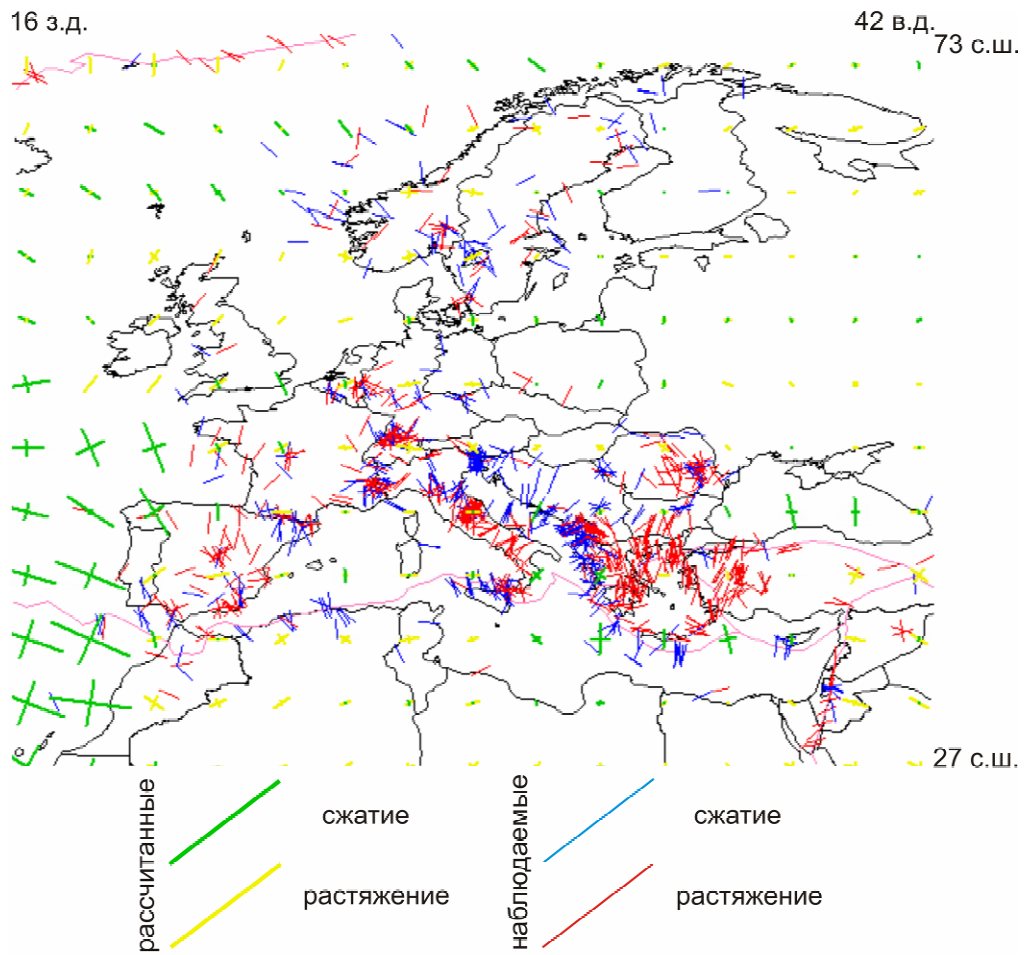 16 з.д.
42 в.д.
73 с.ш.
27 с.ш.
рассчитанные
сжатие
растяжение
наблюдаемые
сжатие
растяжение